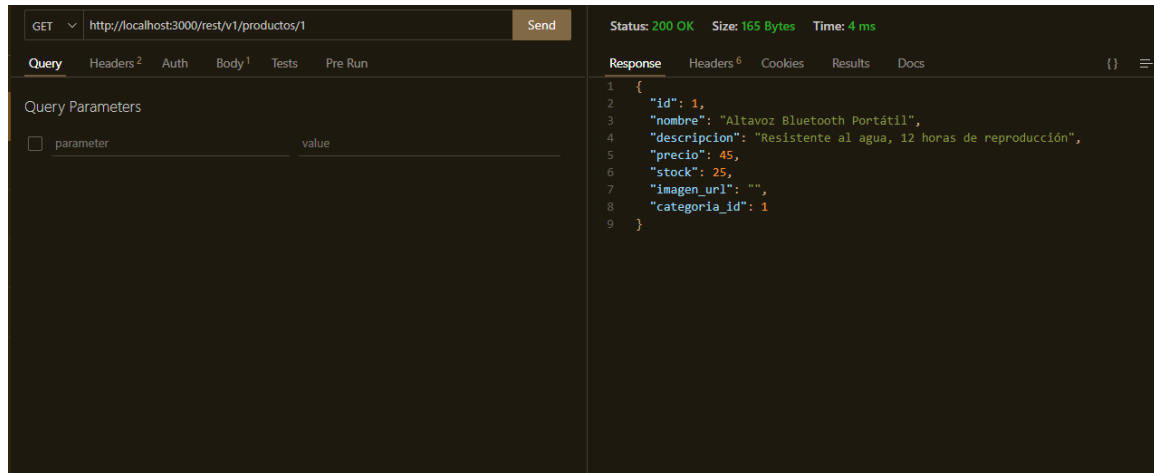 GET http://localhost:3000/rest/v1/productos/1 Send
Query Headers 2 Auth Body 1 Tests Pre Run
Query Parameters
parameter value
Status: 200 OK Size: 165 Bytes Time: 4 ms
Response Headers 6 Cookies Results Docs {}
1 {
2 "id": 1,
3 "nombre": "Altavoz Bluetooth Portátil",
4 "descripcion": "Resistente al agua, 12 horas de reproducción",
5 "precio": 45,
6 "stock": 25,
7 "imagen_url": "",
8 "categoria_id": 1
9 }